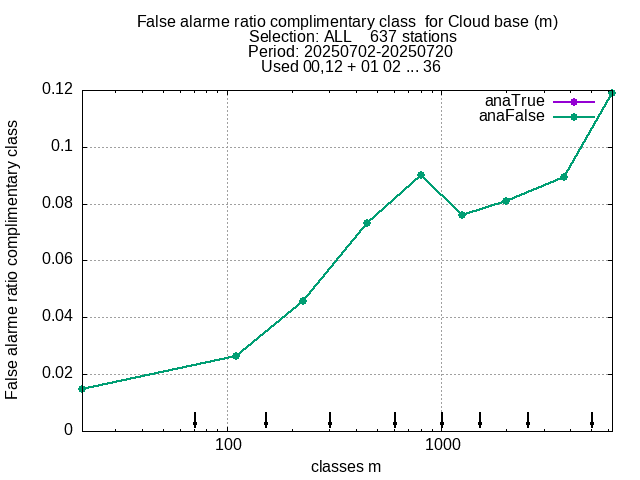 False alarme ratio complimentary class  for Cloud base (m)
Selection: ALL    637 stations
Period: 20250702-20250720
Used 00,12 + 01 02 ... 36
anaTrue
anaFalse
False alarme ratio complimentary class
0.12
0.1
0.08
0.06
0.04
0.02
0
100
1000
classes m